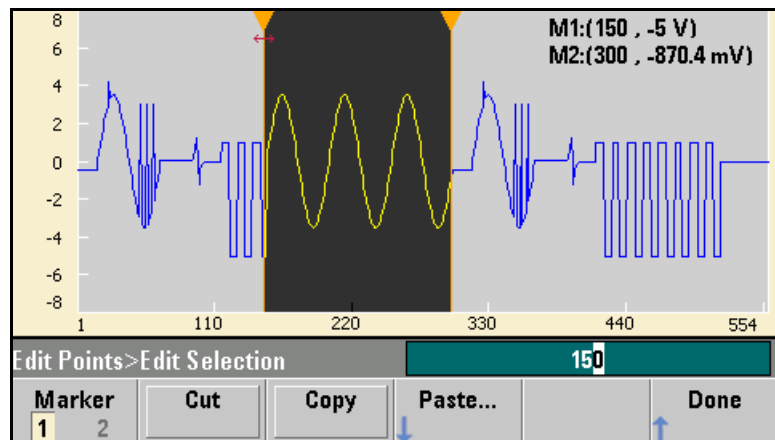 8
M1:(150 , -5 V)
6
M2:(300 , -870.4 mV)
4
2
0
-2
-4
-6
-8
1 110 220 330 440 554
Edit Points>Edit Selection 150
Marker Cut Copy Paste... Done
1 2